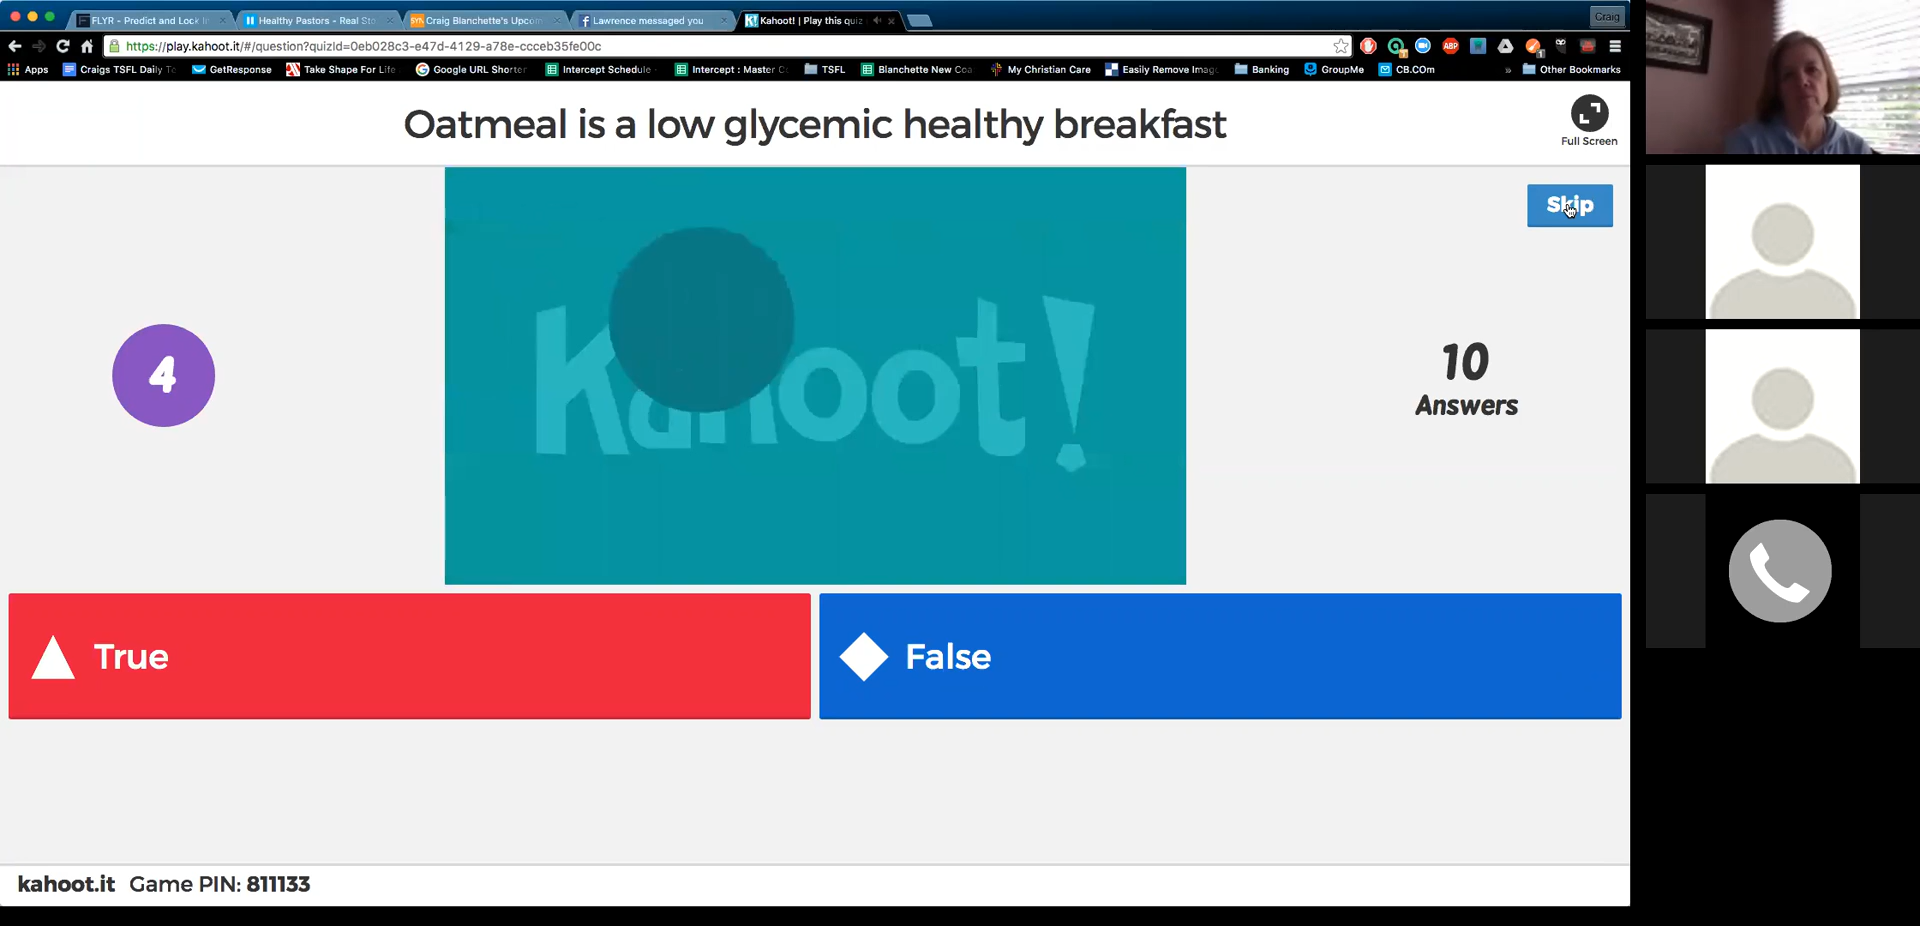 FLYR - Predict and Lock i
Healthy Pastors - Real Sto
Craig Blanchette's Upcom
Lawrence messaged you
Kahoot! | Play this quiz
Craig
https://play.kahoot.it/#/question?quizId=0eb028c3-e47d-4129-a78e-ccceb35fe00c
ABP
Apps
Craigs TSFL Daily T
GetResponse
Take Shape For Life
Google URL Shorte
Intercept Schedule
Intercept : Master C
TSFL
Blanchette New Coa
My Christian Care
Easily Remove Imag
Banking
GroupMe
CB.COm
»
Other Bookmarks
Oatmeal is a low glycemic healthy breakfast
Full Screen
Skip
4
Kahoot!
10
Answers
True
False
kahoot.it Game PIN: 811133